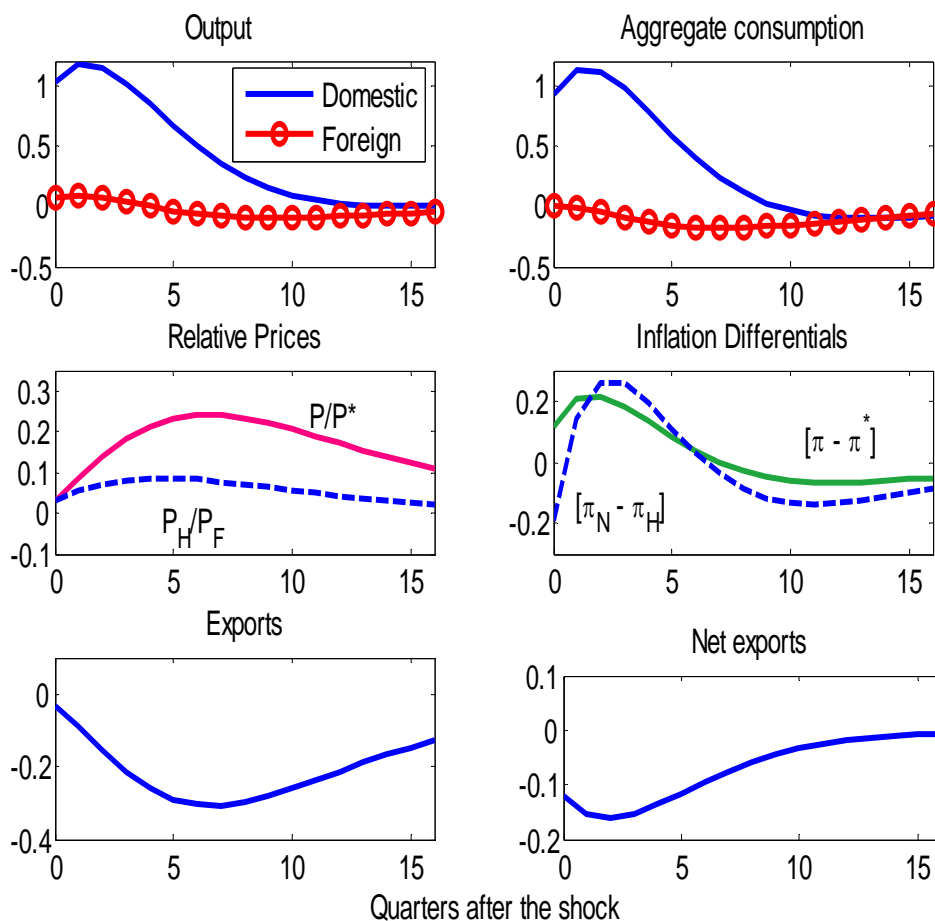 Output
1
0.5
0
-0.5
0 5 10 15
Domestic
Foreign
Aggregate consumption
1
0.5
0
-0.5
0 5 10 15
Relative Prices
0.3
0.2
0.1
0
-0.1
0 5 10 15
P/P*
P_H/P_F
Inflation Differentials
0.2
0
-0.2
0 5 10 15
[π - π*]
[π_N - π_H]
Exports
0
-0.2
-0.4
0 5 10 15
Net exports
0.1
0
-0.1
-0.2
0 5 10 15
Quarters after the shock